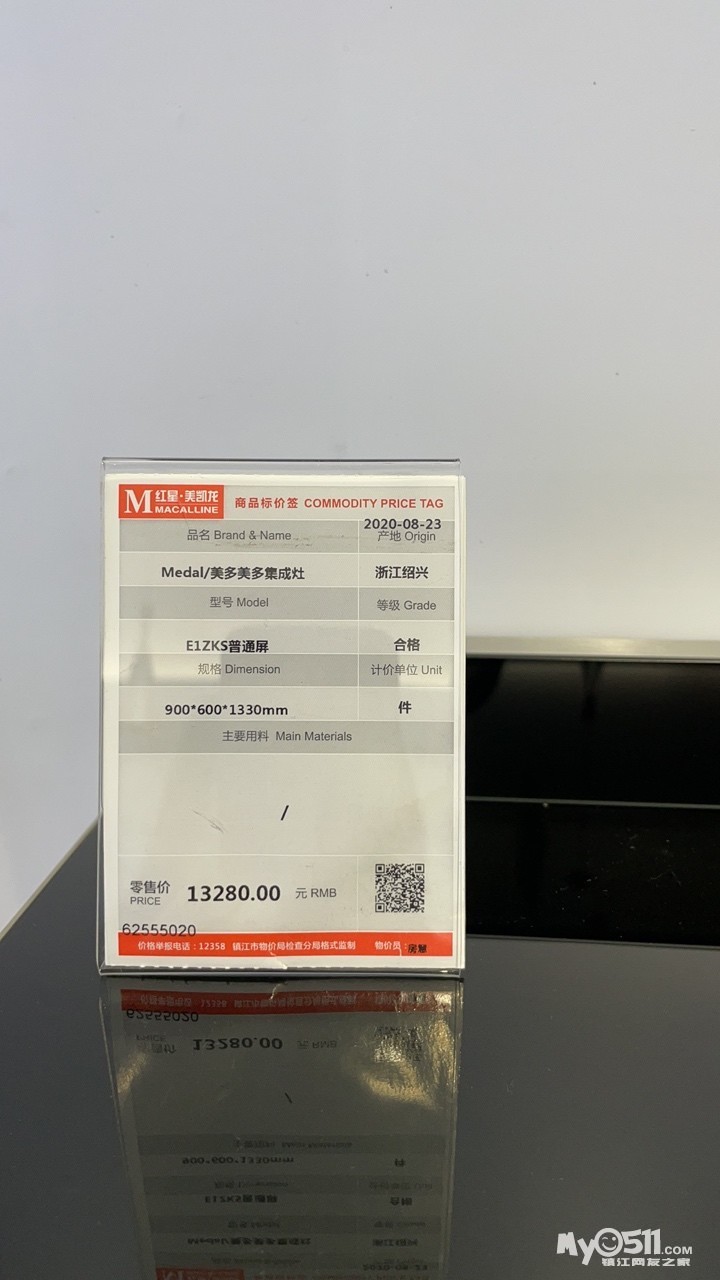 M 红星·美凯龙
MACALLINE
商品标价签 COMMODITY PRICE TAG
2020-08-23
品名 Brand & Name 产地 Origin
Medal/美多美多集成灶 浙江绍兴
型号 Model 等级 Grade
E1ZKS普通屏 合格
规格 Dimension 计价单位 Unit
900*600*1330mm 件
主要用料 Main Materials
/
零售价
PRICE
13280.00 元 RMB
62555020
价格举报电话：12358 镇江市物价局检查分局格式监制 物价员：
Myo511.com
镇江网友之家